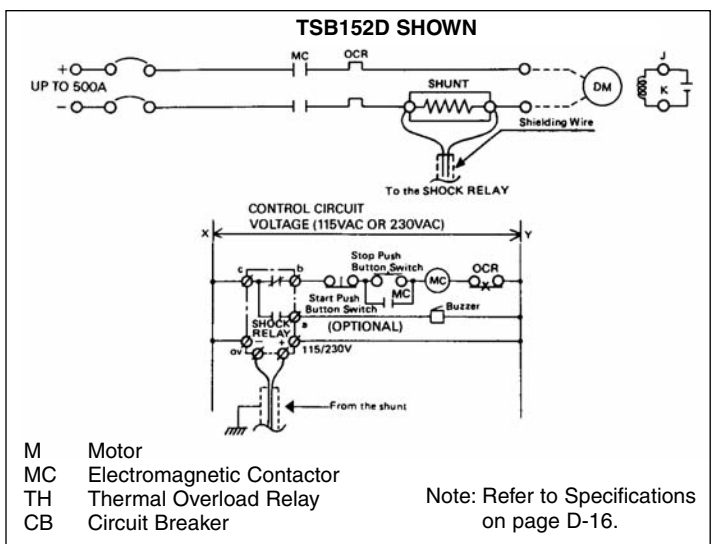 TSB152D SHOWN
MC OCR J
+
UP TO 500A
DM
K
SHUNT
−
Shielding Wire
To the SHOCK RELAY
CONTROL CIRCUIT
VOLTAGE (115VAC OR 230VAC)
X Y
Stop Push
Button Switch
c b OCR
MC
MC
Start Push
Button Switch
Buzzer
a
SHOCK
RELAY
(OPTIONAL)
− +
ov 115/230V
From the shunt
M Motor
MC Electromagnetic Contactor
TH Thermal Overload Relay
CB Circuit Breaker
Note: Refer to Specifications
on page D-16.